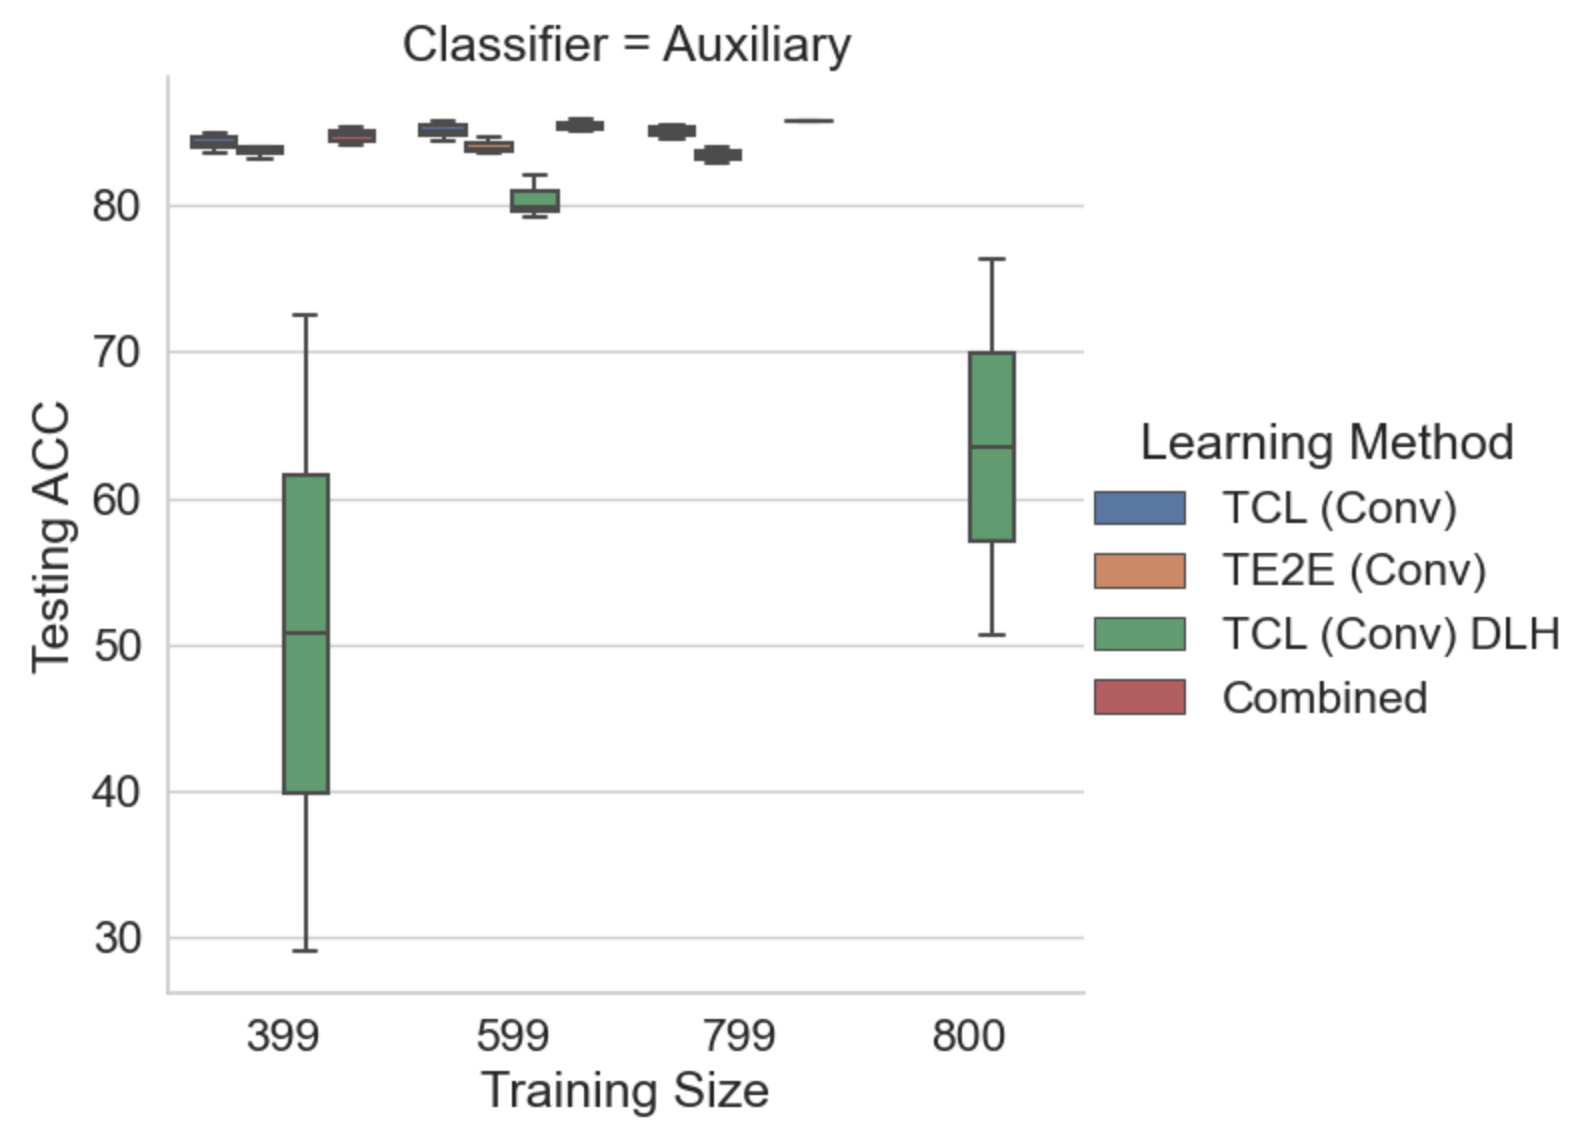 Classifier = Auxiliary
Testing ACC
80
70
60
50
40
30
399 599 799 800
Training Size
Learning Method
TCL (Conv)
TE2E (Conv)
TCL (Conv) DLH
Combined